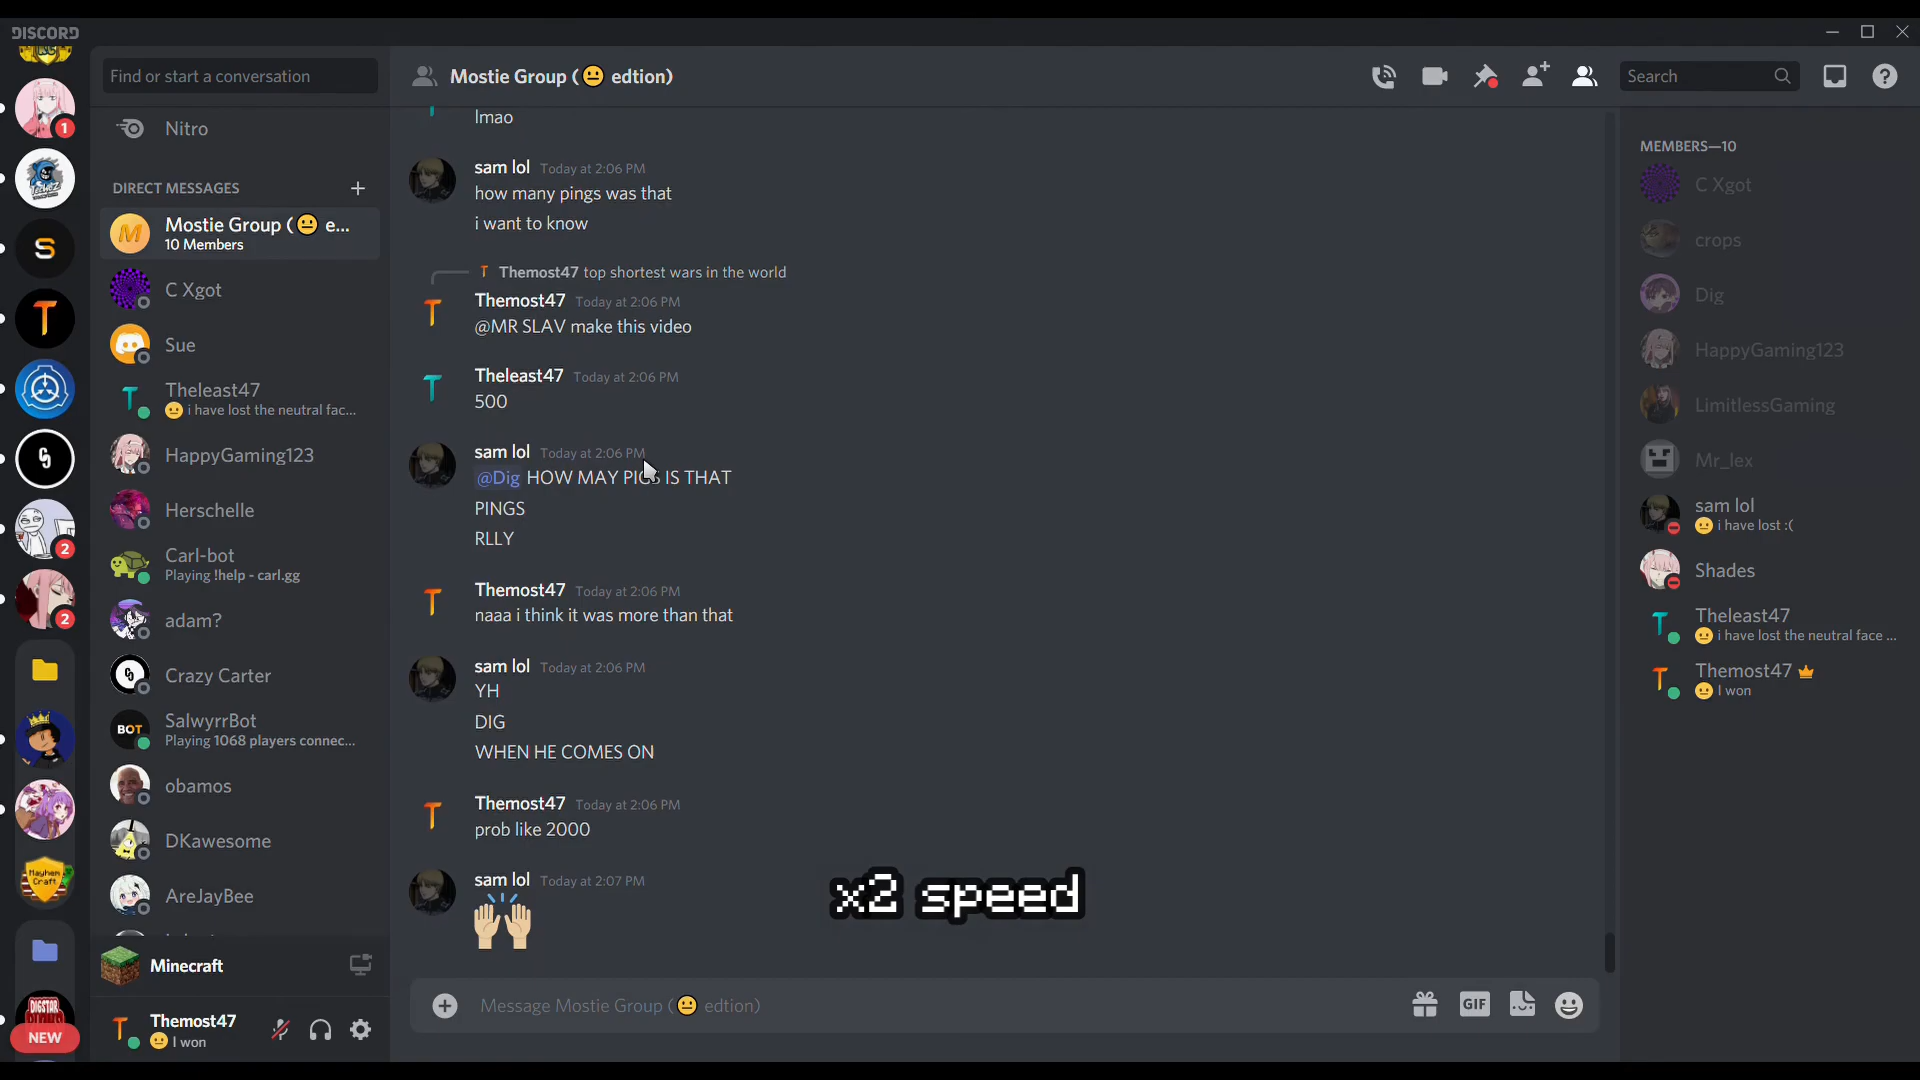 DISCORD
Find or start a conversation
Mostie Group (😐 edtion)
Search
Nitro
DIRECT MESSAGES
Mostie Group (😐 e...
10 Members
C Xgot
Sue
Theleast47
😐 i have lost the neutral fac...
HappyGaming123
Herschelle
Carl-bot
Playing !help - carl.gg
adam?
Crazy Carter
BOT
SalwyrrBot
Playing 1068 players connec...
obamos
DKawesome
AreJayBee
Minecraft
Themost47
😐 I won
1
S
T
2
2
Mayhem
Craft
DIGSTAR
NEW
lmao
sam lol Today at 2:06 PM
how many pings was that
i want to know
Themost47 top shortest wars in the world
Themost47 Today at 2:06 PM
@MR SLAV make this video
Theleast47 Today at 2:06 PM
500
sam lol Today at 2:06 PM
@Dig HOW MAY PICS IS THAT
PINGS
RLLY
Themost47 Today at 2:06 PM
naaa i think it was more than that
sam lol Today at 2:06 PM
YH
DIG
WHEN HE COMES ON
Themost47 Today at 2:06 PM
prob like 2000
sam lol Today at 2:07 PM
🙌🏼
x2 speed
Message Mostie Group (😐 edtion)
GIF
MEMBERS—10
C Xgot
crops
Dig
HappyGaming123
LimitlessGaming
Mr_lex
sam lol
😐 i have lost :(
Shades
Theleast47
😐 i have lost the neutral face ...
Themost47
😐 I won